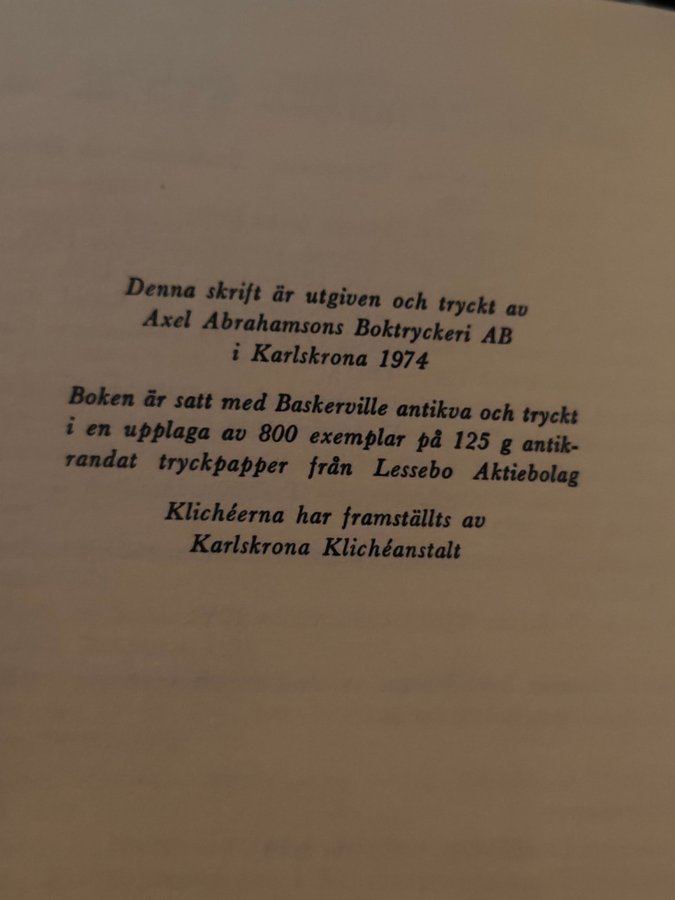 Denna skrift är utgiven och tryckt av
Axel Abrahamsons Boktryckeri AB
i Karlskrona 1974
Boken är satt med Baskerville antikva och tryckt
i en upplaga av 800 exemplar på 125 g antik-
randat tryckpapper från Lessebo Aktiebolag
Klichéerna har framställts av
Karlskrona Klichéanstalt